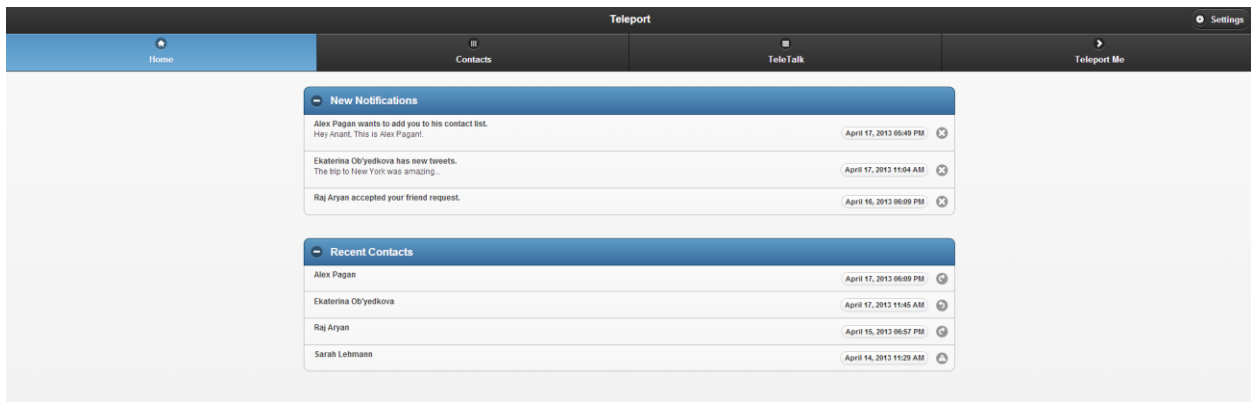 Teleport
Settings
Home
Contacts
TeleTalk
Teleport Me
New Notifications
Alex Pagan wants to add you to his contact list.
Hey Anant, This is Alex Pagan!.
April 17, 2013 05:49 PM
Ekaterina Ob'yedkova has new tweets.
The trip to New York was amazing...
April 17, 2013 11:04 AM
Raj Aryan accepted your friend request.
April 16, 2013 06:09 PM
Recent Contacts
Alex Pagan
April 17, 2013 06:09 PM
Ekaterina Ob'yedkova
April 17, 2013 11:45 AM
Raj Aryan
April 15, 2013 06:57 PM
Sarah Lehmann
April 14, 2013 11:29 AM